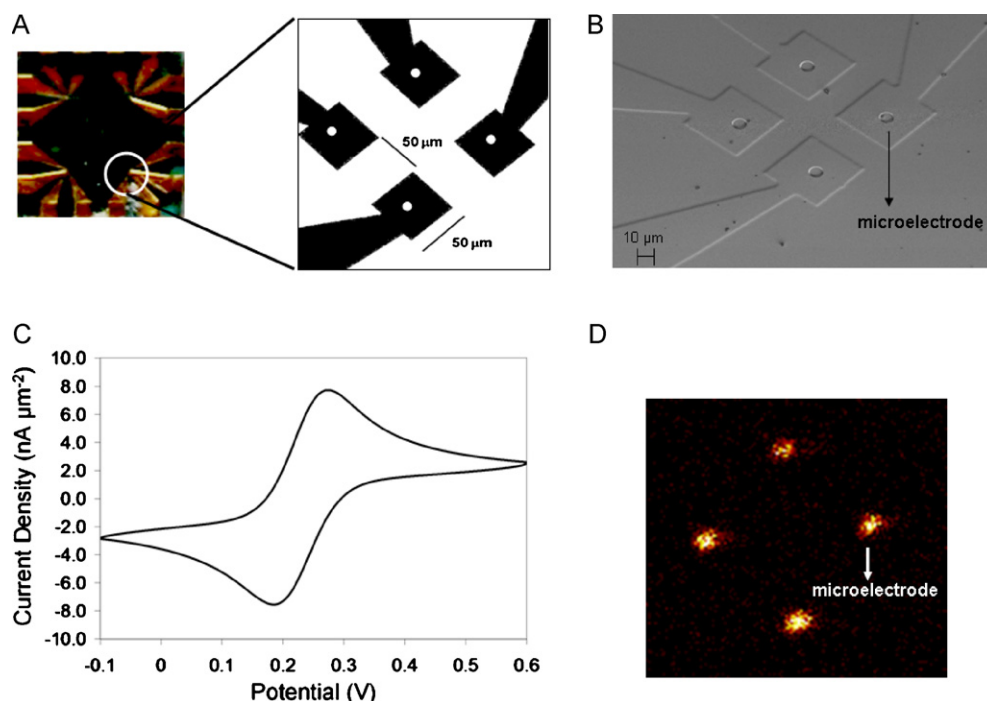 A
50 μm
50 μm
B
microelectrode
10 μm
C
Current Density (nA μm⁻²)
10.0
8.0
6.0
4.0
2.0
0.0
-2.0
-4.0
-6.0
-8.0
-10.0
-0.1 0 0.1 0.2 0.3 0.4 0.5 0.6
Potential (V)
D
microelectrode